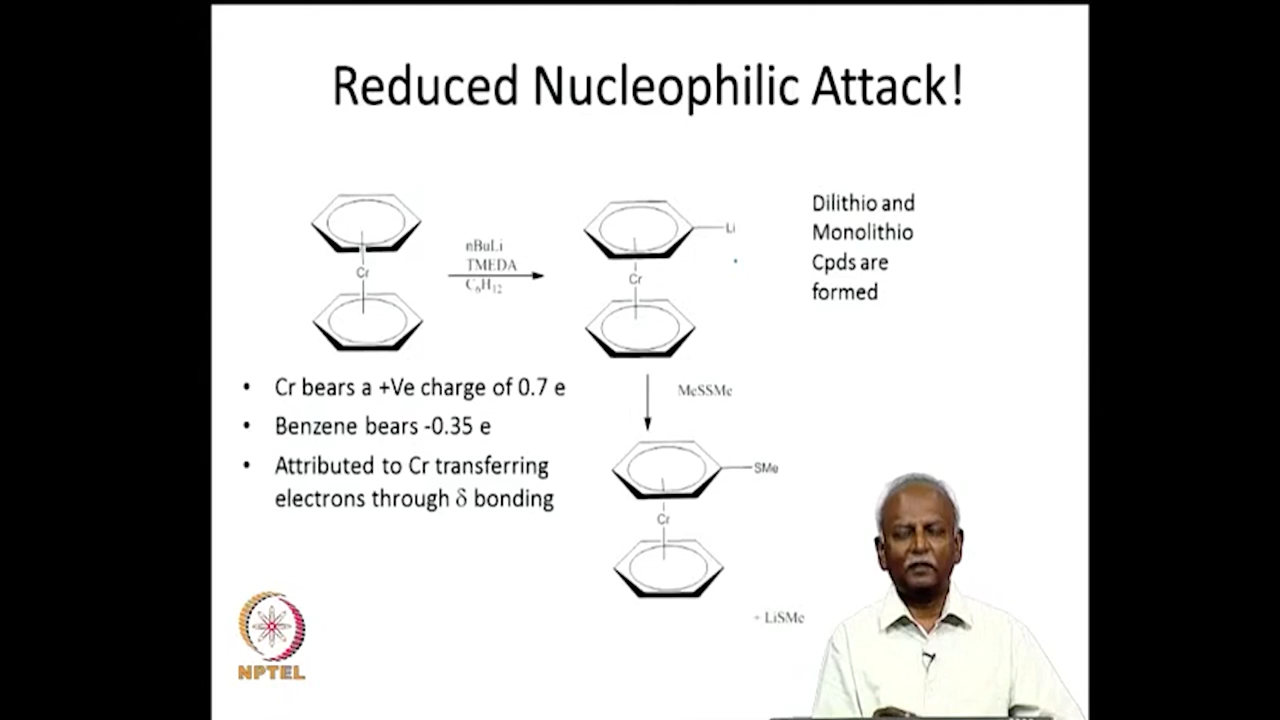 Reduced Nucleophilic Attack!
Cr
nBuLi
TMEDA
C₆H₁₂
Li
Cr
Dilithio and
Monolithio
Cpds are
formed
Cr bears a +Ve charge of 0.7 e
Benzene bears -0.35 e
Attributed to Cr transferring
electrons through δ bonding
MeSSMe
SMe
Cr
+ LiSMe
NPTEL